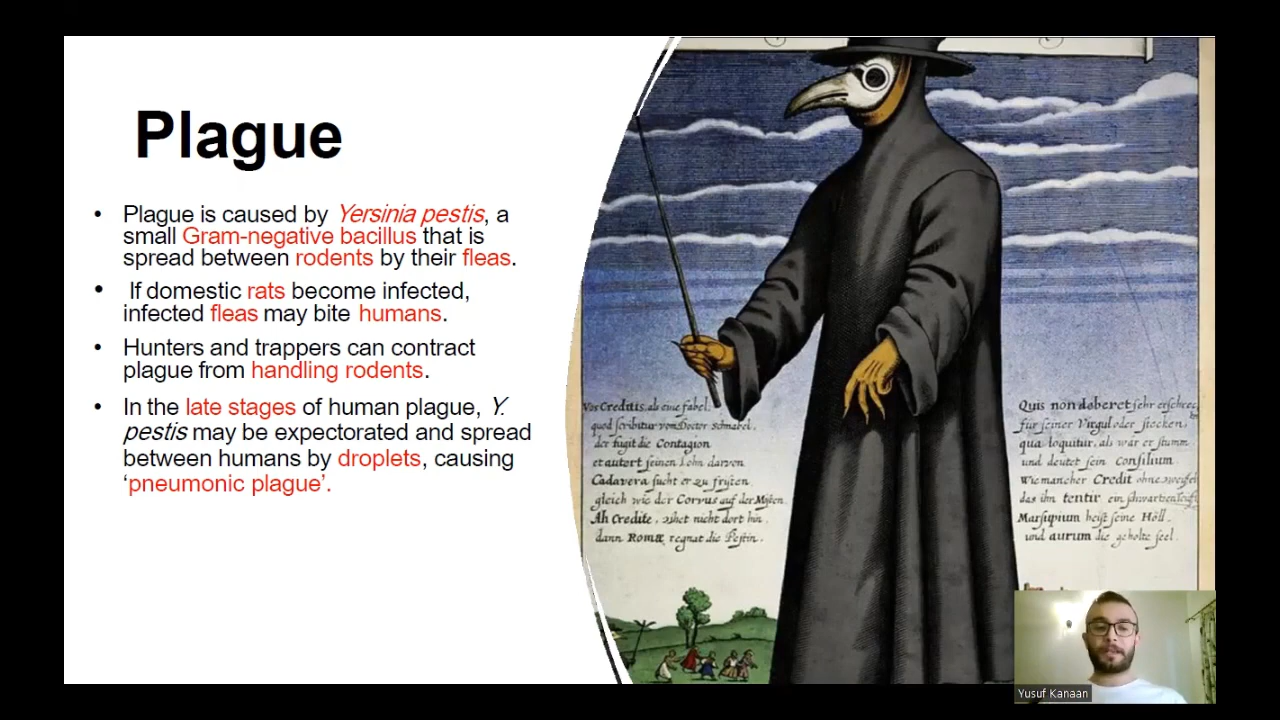 Plague
• Plague is caused by Yersinia pestis, a
small Gram-negative bacillus that is
spread between rodents by their fleas.
• If domestic rats become infected,
infected fleas may bite humans.
• Hunters and trappers can contract
plague from handling rodents.
• In the late stages of human plague, Y.
pestis may be expectorated and spread
between humans by droplets, causing
‘pneumonic plague’.
Vos Creditis, als eine fabel,
quod scribitur vom Doctor Schnabel,
der fugit die Contagion
et aufert seinen Lohn darvon
Cadavera sucht er zu fristen,
gleich wie der Corvus auf der Misten
Ah Credite, sihet nicht dort hin,
dann Romæ regnat die Pestin.
Quis non deberet sehr erschrec
für seiner Virgul oder stecken,
qua loquitur, als wär er stumm
und deutet sein Consilium.
Wie mancher Credit ohne zweifel
das ihn tentir ein schwartzen
Marsupium heist seine Höll
und aurum die geholte seel.
Yusuf Kanaan